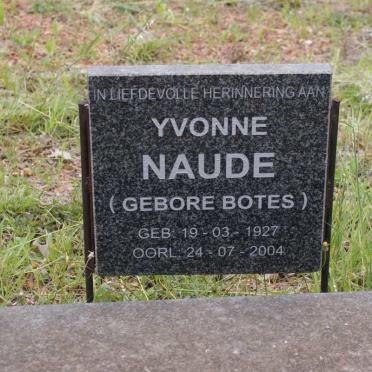 IN LIEFDEVOLLE HERINNERING AAN
YVONNE
NAUDE
( GEBORE BOTES )
GEB: 19 - 03 - 1927
OORL: 24 - 07 - 2004